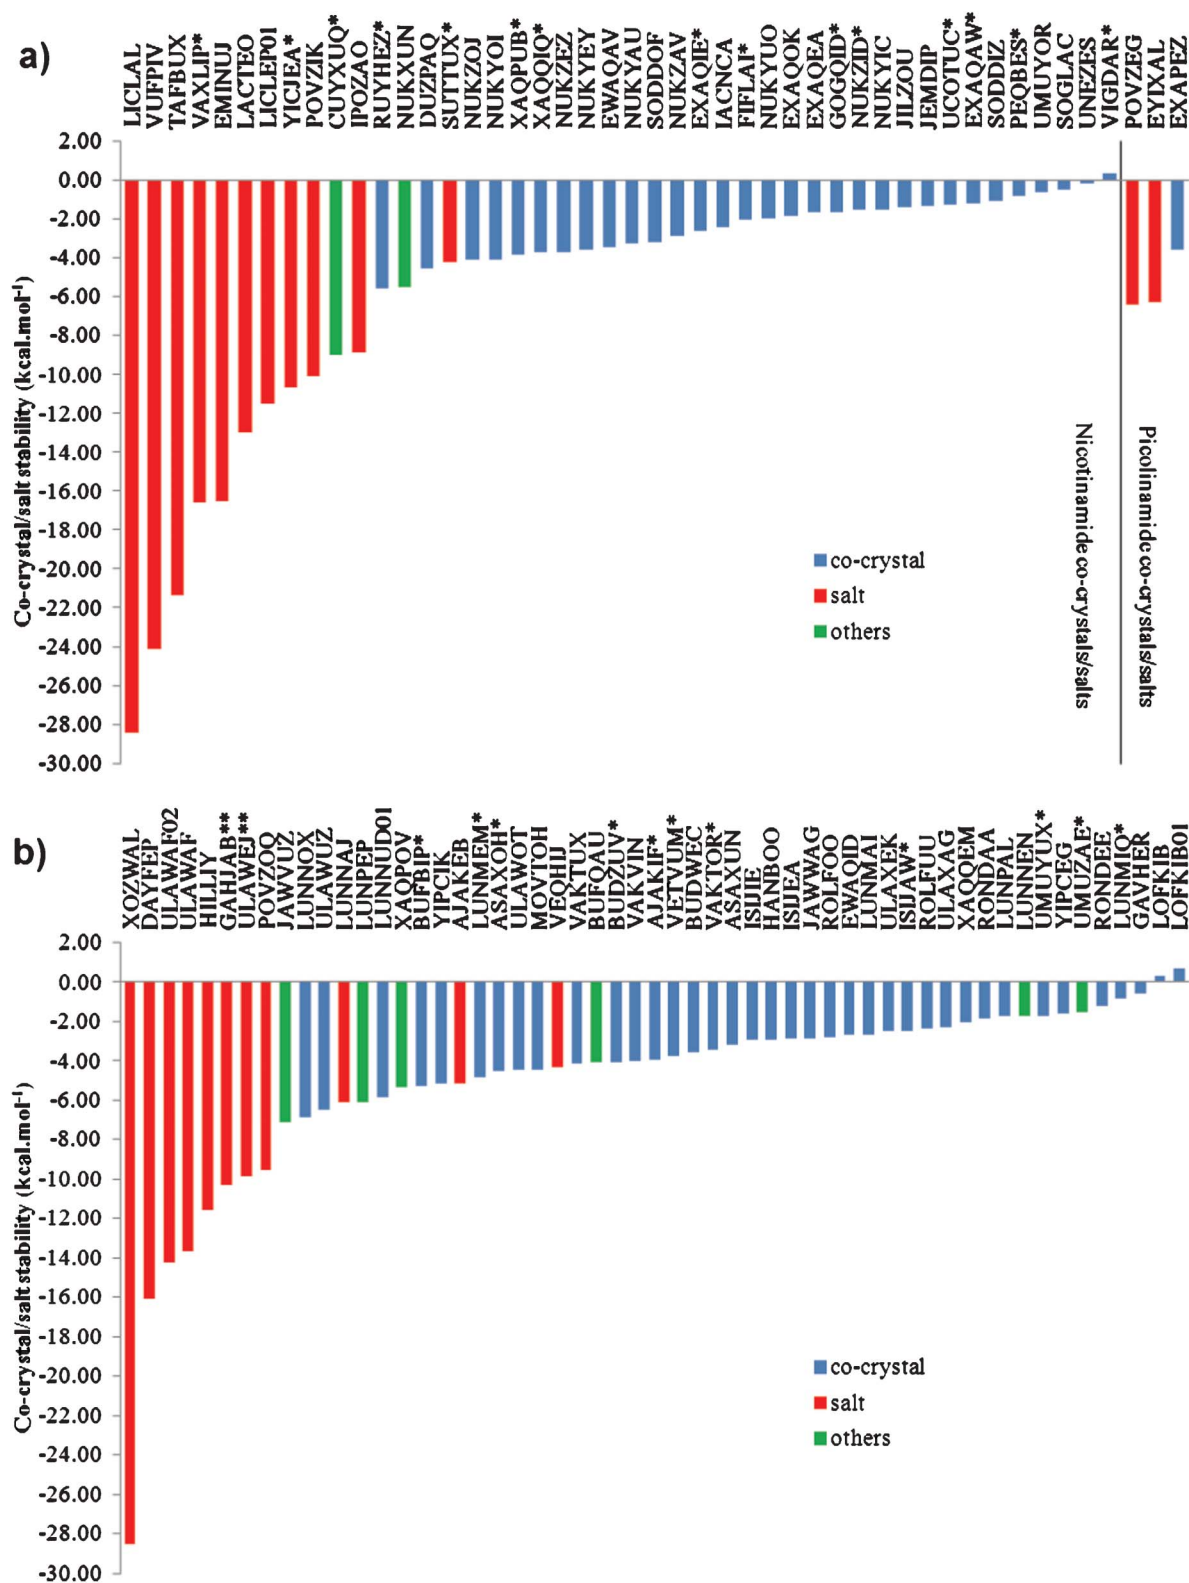 a)
LICLAL
VUFPIV
TAFBUX
VAXLIP*
EMINUJ
LACTEO
LICLEP01
YICJEA*
POVZIK
CUYXUQ*
IPOZAO
RUYHEZ*
NUKXUN
DUZPAQ
SUTTUX*
NUKZOJ
NUKYOI
XAQPUB*
XAQQIQ*
NUKZEZ
NUKYEY
EWAQAV
NUKYAU
SODDOF
NUKZAV
EXAQIE*
IACNCA
FIFLAI*
NUKYUO
EXAQOK
EXAQEA
GOGQID*
NUKZID*
NUKYIC
JILZOU
JEMDIP
UCOTUC*
EXAQAW*
SODDIZ
PEQBES*
UMUYOR
SOGLAC
UNEZES
VIGDAR*
POVZEG
EYIXAL
EXAPEZ
2.00
0.00
-2.00
-4.00
-6.00
-8.00
-10.00
-12.00
-14.00
-16.00
-18.00
-20.00
-22.00
-24.00
-26.00
-28.00
-30.00
Co-crystal/salt stability (kcal.mol-1)
co-crystal
salt
others
Nicotinamide co-crystals/salts
Picolinamide co-crystals/salts
b)
XOZWAL
DAYFEP
ULAWAF02
ULAWAF
HILLIY
GAHJAB**
ULAWEJ**
POVZOQ
JAWVUZ
LUNNOX
ULAWUZ
LUNNAJ
LUNPEP
LUNNUD01
XAQPOV
BUFBIP*
YIPCIK
AJAKEB
LUNMEM*
ASAXOH*
ULAWOT
MOVTOH
VEQHIJ
VAKTUX
BUFQAU
BUDZUV*
VAKVIN
AJAKIF*
VETVUM*
BUDWEC
VAKTOR*
ASAXUN
ISIJIE
HANBOO
ISIJEA
JAWWAG
ROLFOO
EWAQID
LUNMAI
ULAXEK
ISIJAW*
ROLFUU
ULAXAG
XAQQEM
RONDAA
LUNPAL
LUNNEN
UMUYUX*
YIPCEG
UMUZAE*
RONDEE
LUNMIQ*
GAVHER
LOFKIB
LOFKIB01
2.00
0.00
-2.00
-4.00
-6.00
-8.00
-10.00
-12.00
-14.00
-16.00
-18.00
-20.00
-22.00
-24.00
-26.00
-28.00
-30.00
Co-crystal/salt stability (kcal.mol-1)
co-crystal
salt
others